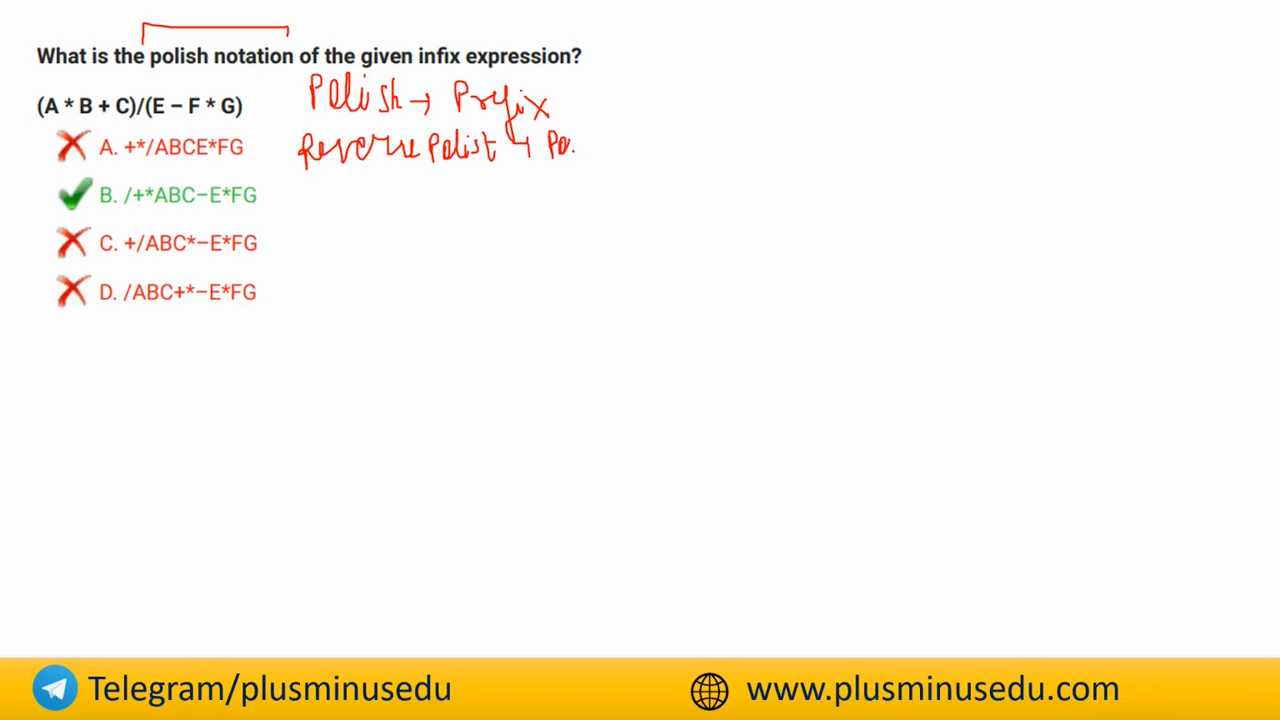 What is the polish notation of the given infix expression?
Polish → Prefix
(A * B + C)/(E – F * G)
A. +*/ABCE*FG
Reverse Polist → Po
B. /+*ABC–E*FG
C. +/ABC*–E*FG
D. /ABC+*–E*FG
Telegram/plusminusedu
www.plusminusedu.com